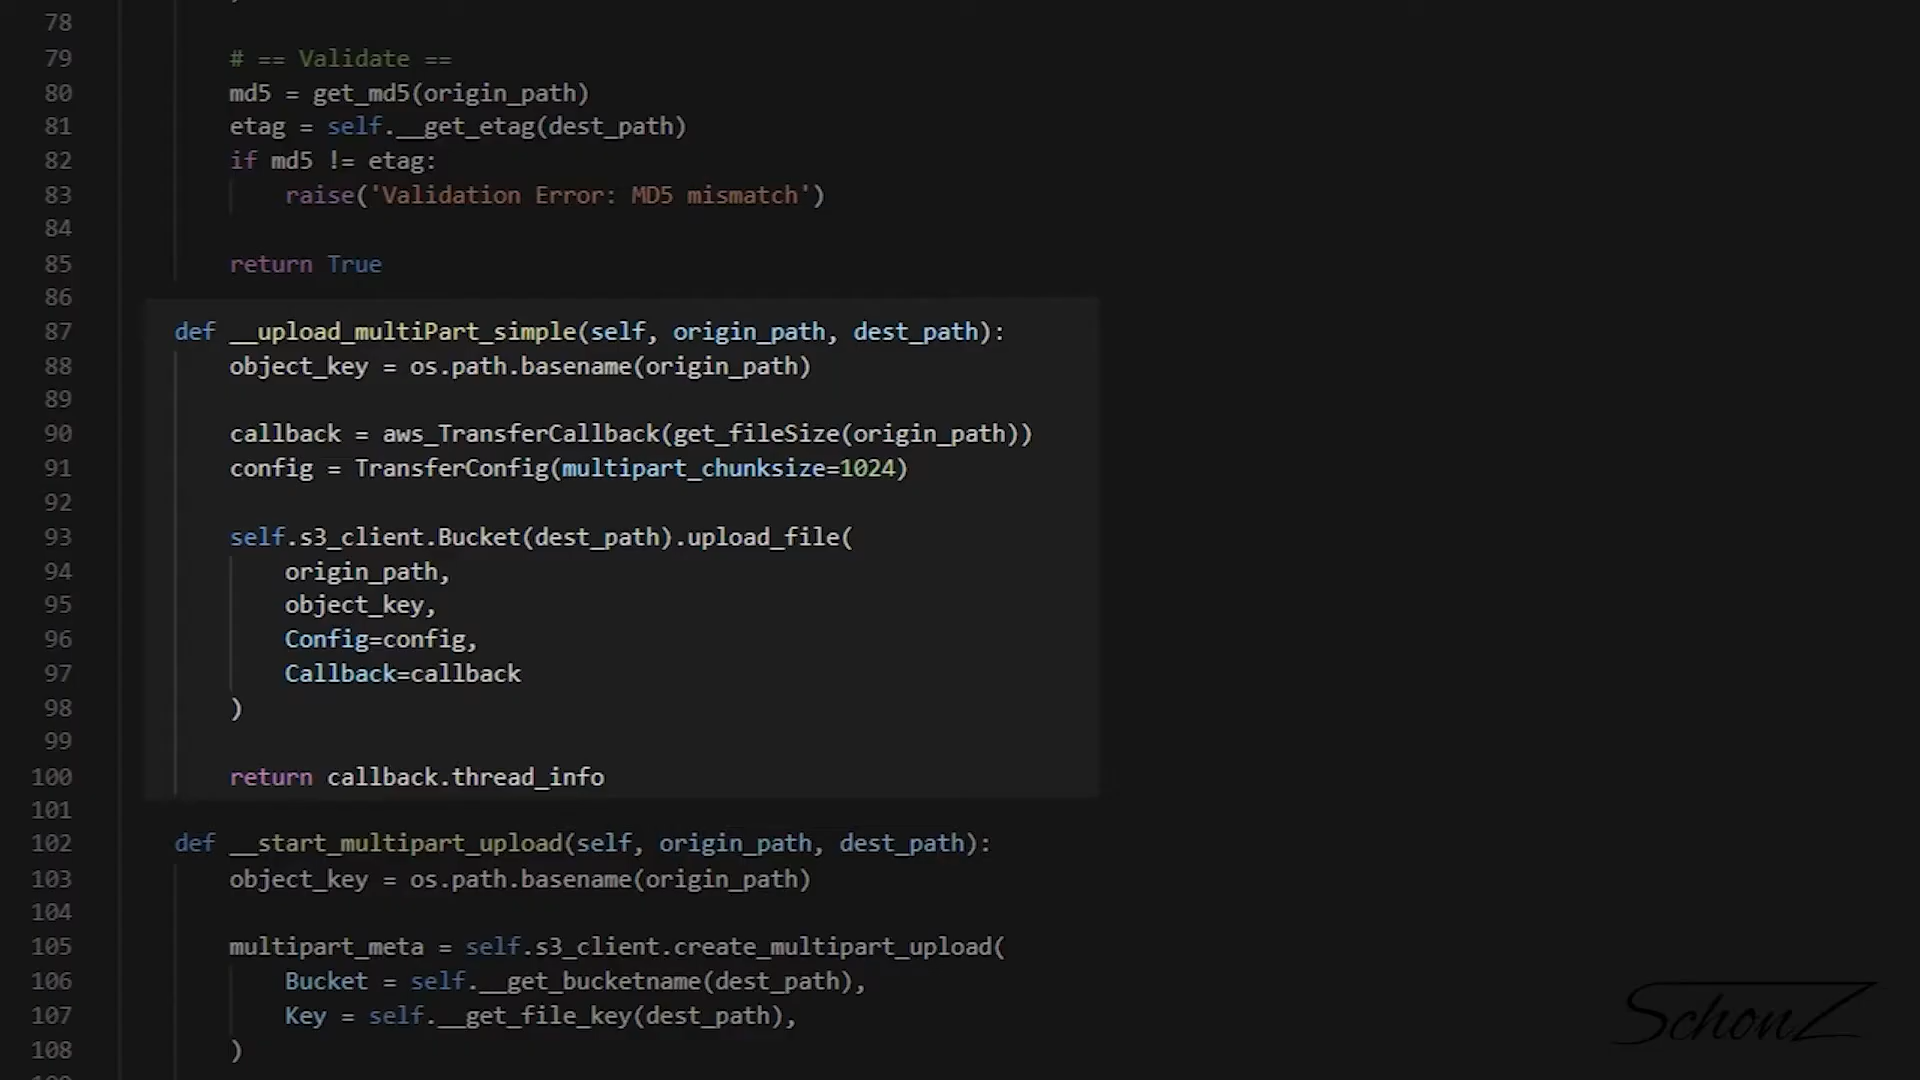 78
79 # == Validate ==
80 md5 = get_md5(origin_path)
81 etag = self.__get_etag(dest_path)
82 if md5 != etag:
83 raise('Validation Error: MD5 mismatch')
84
85 return True
86
87 def __upload_multiPart_simple(self, origin_path, dest_path):
88 object_key = os.path.basename(origin_path)
89
90 callback = aws_TransferCallback(get_fileSize(origin_path))
91 config = TransferConfig(multipart_chunksize=1024)
92
93 self.s3_client.Bucket(dest_path).upload_file(
94 origin_path,
95 object_key,
96 Config=config,
97 Callback=callback
98 )
99
100 return callback.thread_info
101
102 def __start_multipart_upload(self, origin_path, dest_path):
103 object_key = os.path.basename(origin_path)
104
105 multipart_meta = self.s3_client.create_multipart_upload(
106 Bucket = self.__get_bucketname(dest_path),
107 Key = self.__get_file_key(dest_path),
108 )
SchonZ